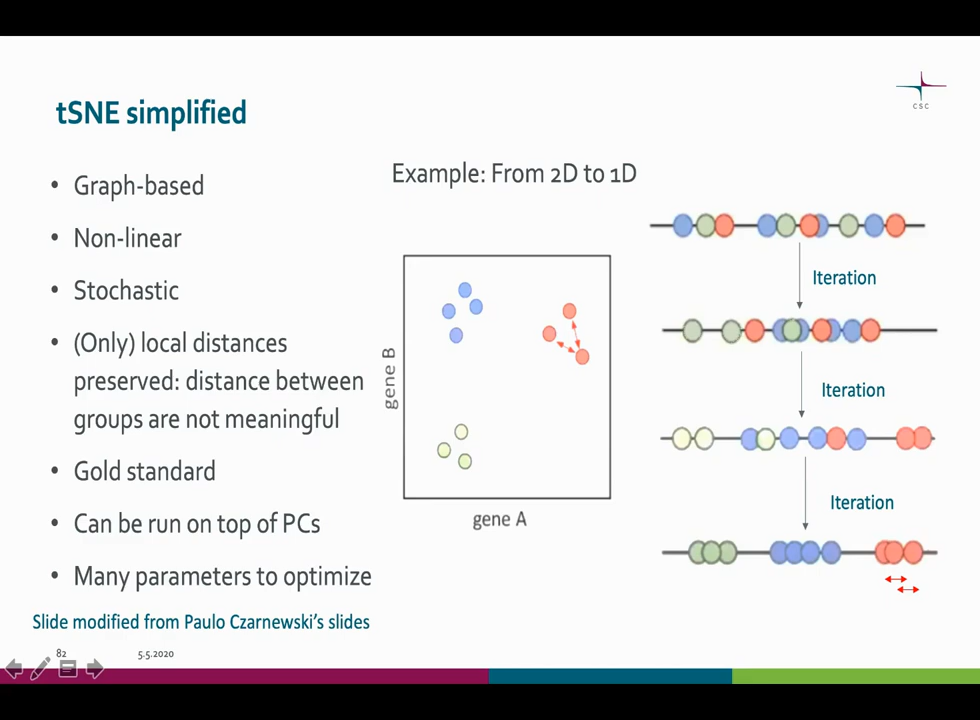 tSNE simplified
CSC
• Graph-based
• Non-linear
• Stochastic
• (Only) local distances
preserved: distance between
groups are not meaningful
• Gold standard
• Can be run on top of PCs
• Many parameters to optimize
Slide modified from Paulo Czarnewski's slides
Example: From 2D to 1D
gene B
gene A
Iteration
Iteration
Iteration
82
5.5.2020